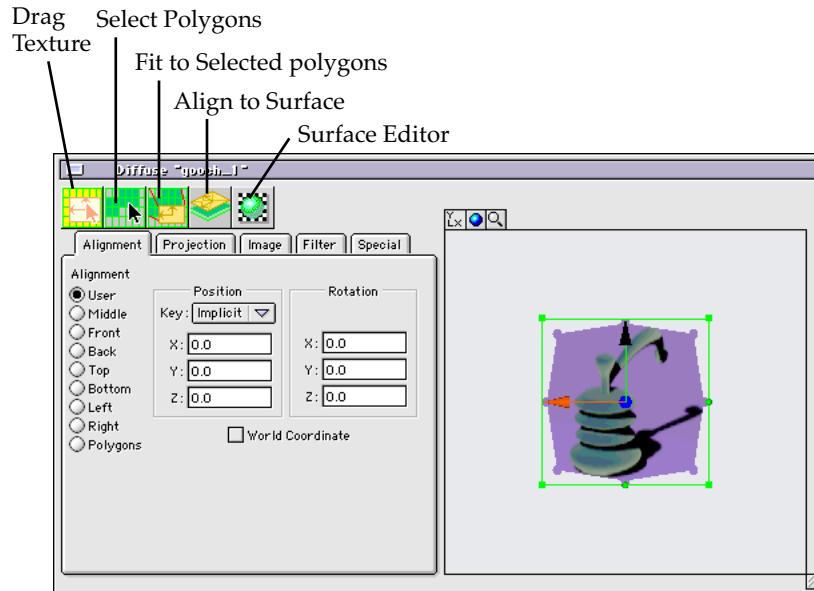 Drag Texture
Select Polygons
Fit to Selected polygons
Align to Surface
Surface Editor
Diffuse "gooch_1"
Alignment
Projection
Image
Filter
Special
Alignment
User
Middle
Front
Back
Top
Bottom
Left
Right
Polygons
Position
Key: Implicit
X: 0.0
Y: 0.0
Z: 0.0
Rotation
X: 0.0
Y: 0.0
Z: 0.0
World Coordinate
Y
X